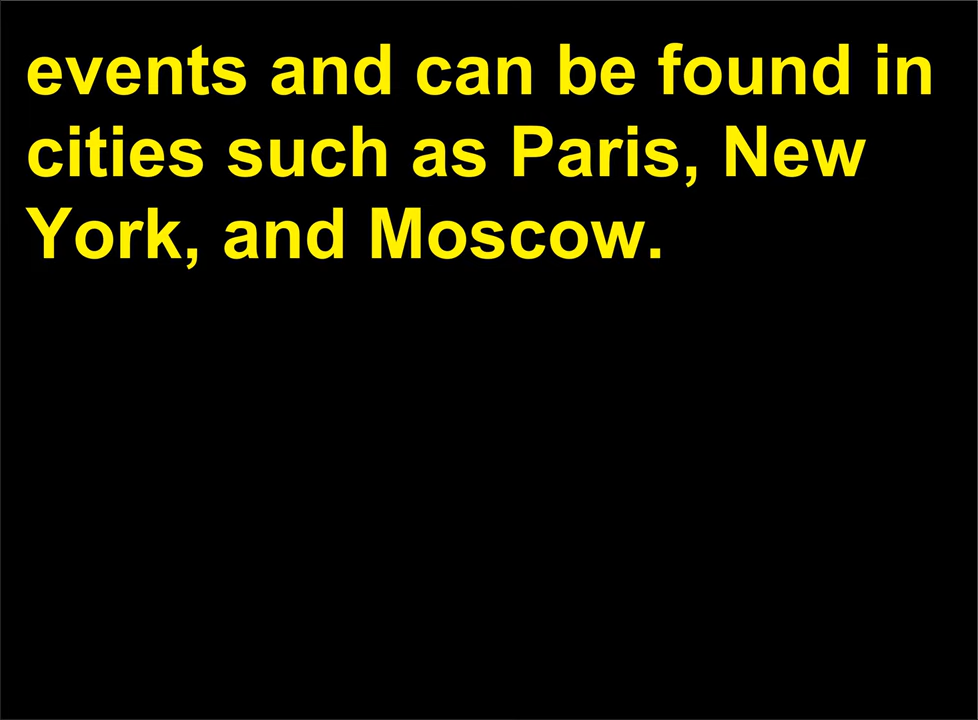 events and can be found in
cities such as Paris, New
York, and Moscow.